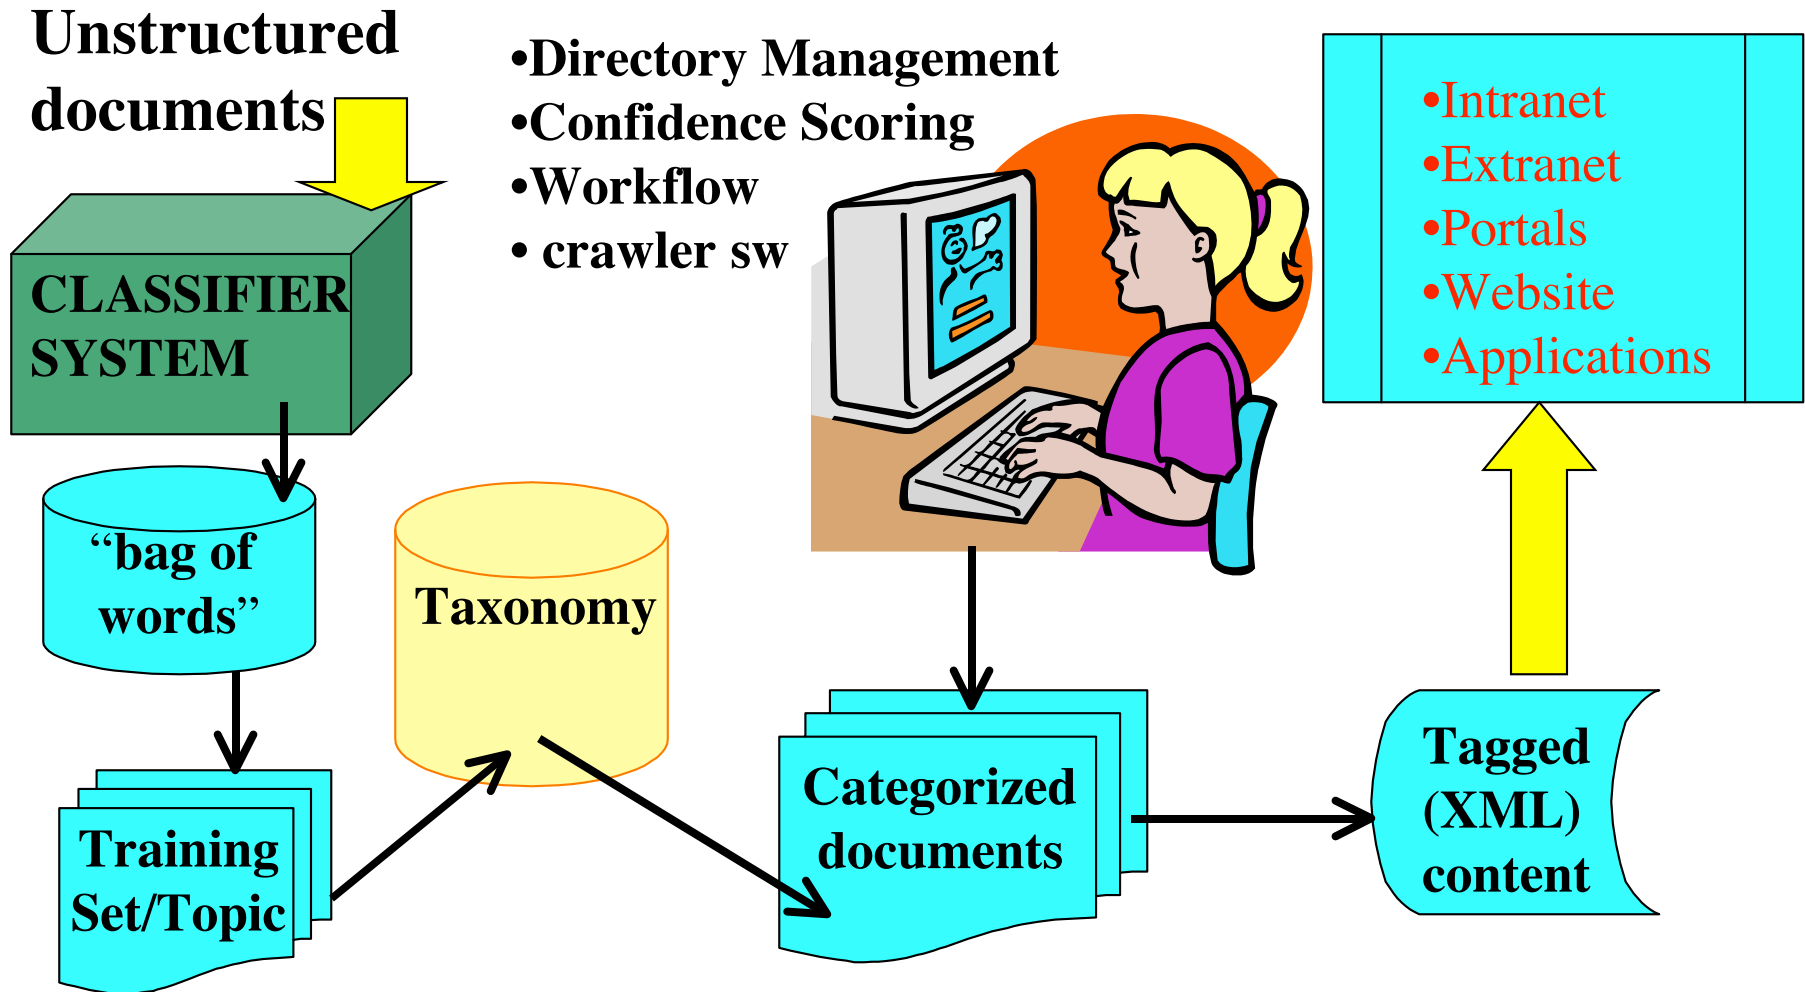 Unstructured
documents
•Directory Management
•Confidence Scoring
•Workflow
• crawler sw
•Intranet
•Extranet
•Portals
•Website
•Applications
CLASSIFIER
SYSTEM
“bag of
words”
Taxonomy
Training
Set/Topic
Categorized
documents
Tagged
(XML)
content